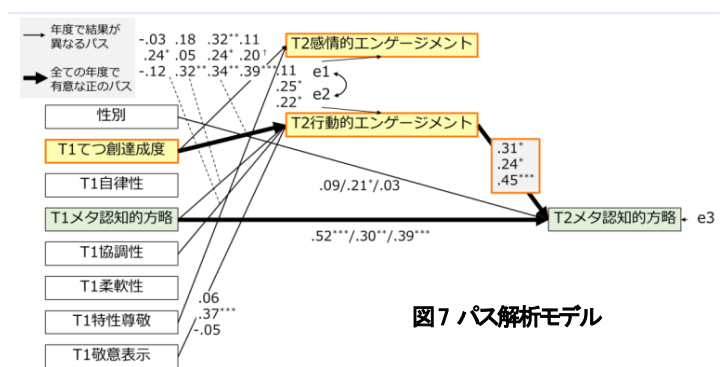 年度で結果が
異なるパス
全ての年度で
有意な正のパス
-.03 .18 .32**.11
.24* .05 .24* .20†
-.12 .32**.34**.39***
.11
.25*
.22*
T2感情的エンゲージメント
e1
e2
T2行動的エンゲージメント
性別
T1てつ創達成度
T1自律性
T1メタ認知的方略
T1協調性
T1柔軟性
T1特性尊敬
T1敬意表示
.31*
.24*
.45***
.09/.21*/.03
T2メタ認知的方略
e3
.52***/.30**/.39***
.06
.37***
-.05
図7 パス解析モデル